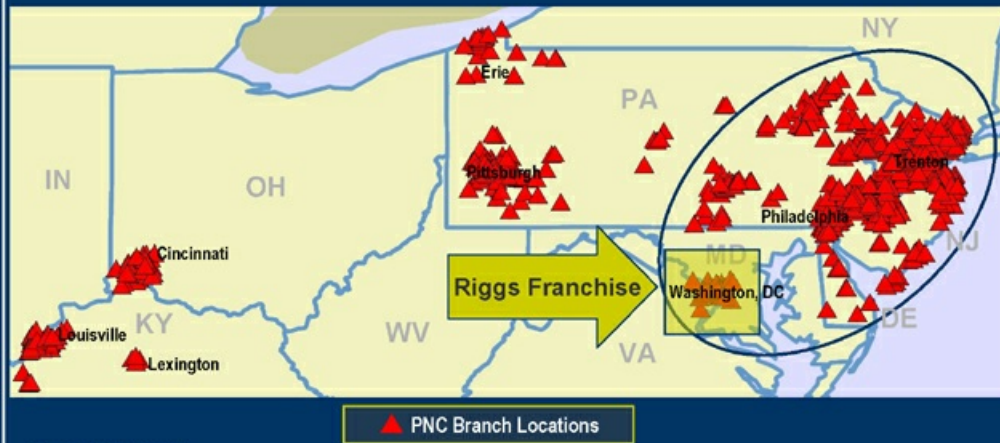 NY
Erie
PA
Trenton
IN
OH
Pittsburgh
Philadelphia
NJ
Cincinnati
MD
Riggs Franchise
Washington, DC
KY
Louisville
WV
DE
VA
Lexington
PNC Branch Locations